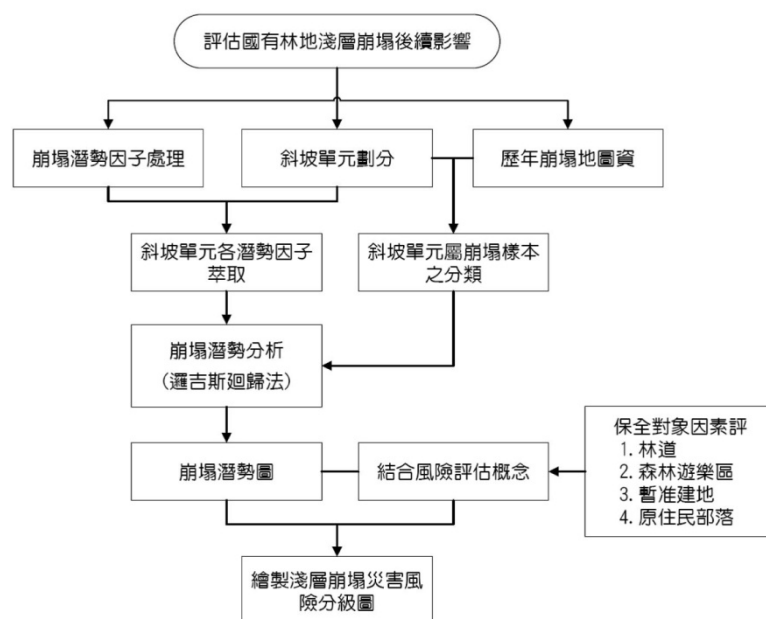 評估國有林地淺層崩塌後續影響
崩塌潛勢因子處理
斜坡單元劃分
歷年崩塌地圖資
斜坡單元各潛勢因子
萃取
斜坡單元屬崩塌樣本
之分類
崩塌潛勢分析
(邏吉斯迴歸法)
崩塌潛勢圖
結合風險評估概念
保全對象因素評
1. 林道
2. 森林遊樂區
3. 暫准建地
4. 原住民部落
繪製淺層崩塌災害風
險分級圖